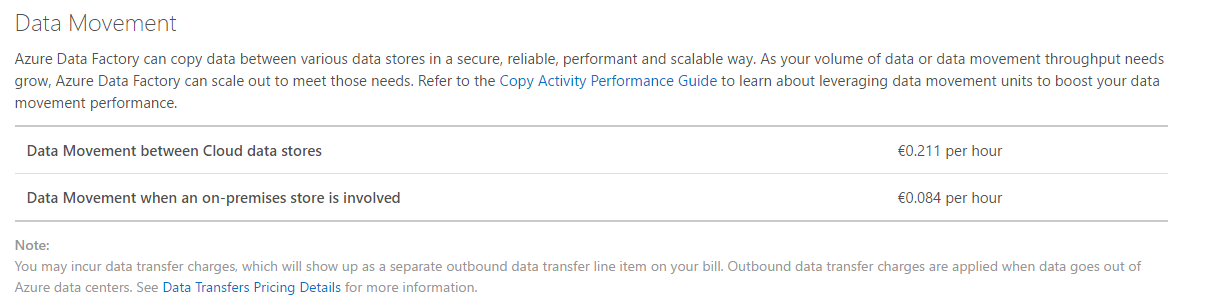 Data Movement
Azure Data Factory can copy data between various data stores in a secure, reliable, performant and scalable way. As your volume of data or data movement throughput needs
grow, Azure Data Factory can scale out to meet those needs. Refer to the Copy Activity Performance Guide to learn about leveraging data movement units to boost your data
movement performance.
Data Movement between Cloud data stores €0.211 per hour
Data Movement when an on-premises store is involved €0.084 per hour
Note:
You may incur data transfer charges, which will show up as a separate outbound data transfer line item on your bill. Outbound data transfer charges are applied when data goes out of
Azure data centers. See Data Transfers Pricing Details for more information.